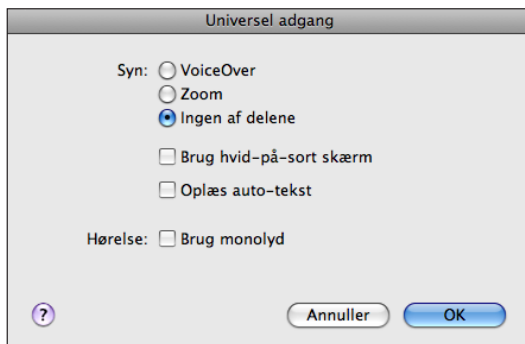 Universel adgang
Syn: VoiceOver
Zoom
Ingen af delene
Brug hvid-på-sort skærm
Oplæs auto-tekst
Hørelse: Brug monolyd
? Annuller OK